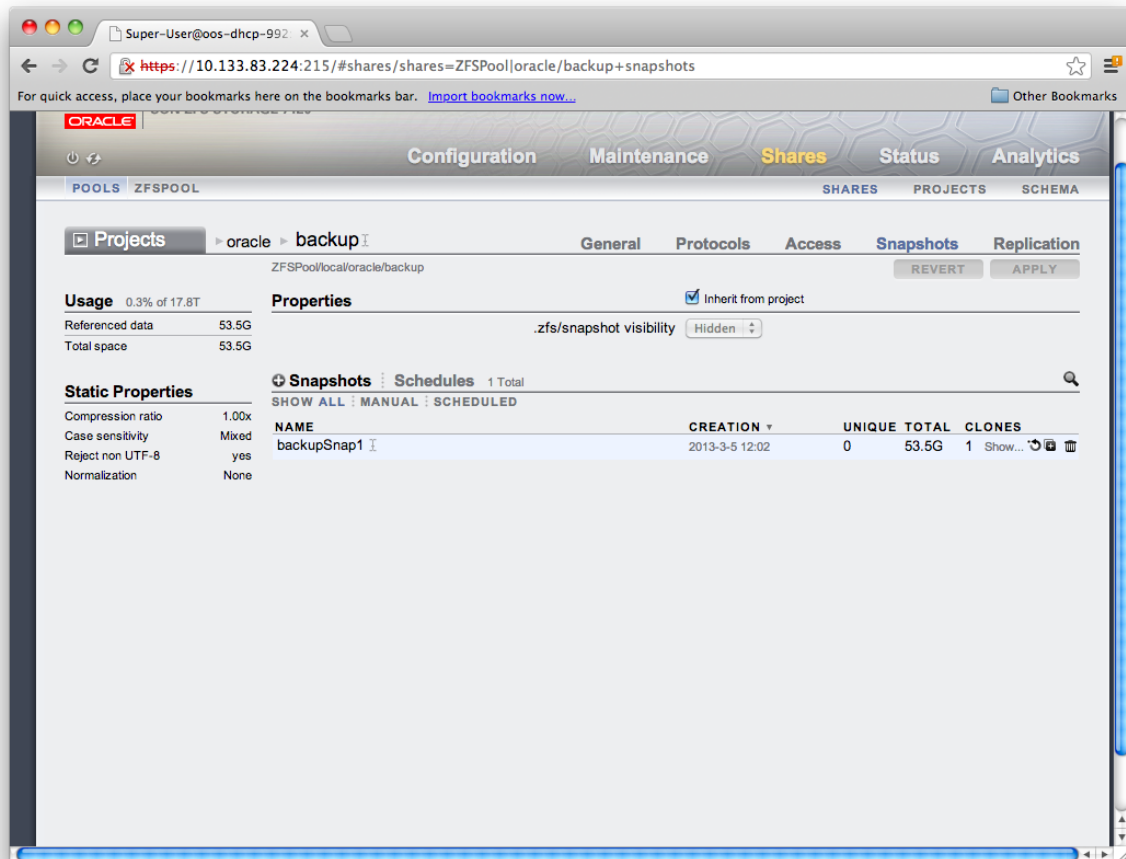 Super-User@oos-dhcp-992
https://10.133.83.224:215/#shares/shares=ZFSPool|oracle/backup+snapshots
For quick access, place your bookmarks here on the bookmarks bar. Import bookmarks now... Other Bookmarks
ORACLE
Configuration Maintenance Shares Status Analytics
POOLS ZFSPOOL SHARES PROJECTS SCHEMA
Projects oracle backup General Protocols Access Snapshots Replication
ZFSPool/local/oracle/backup REVERT APPLY
Usage 0.3% of 17.8T Properties Inherit from project
Referenced data 53.5G .zfs/snapshot visibility Hidden
Total space 53.5G
Static Properties Snapshots Schedules 1 Total
SHOW ALL MANUAL SCHEDULED
Compression ratio 1.00x NAME CREATION UNIQUE TOTAL CLONES
Case sensitivity Mixed backupSnap1 2013-3-5 12:02 0 53.5G 1 Show...
Reject non UTF-8 yes
Normalization None